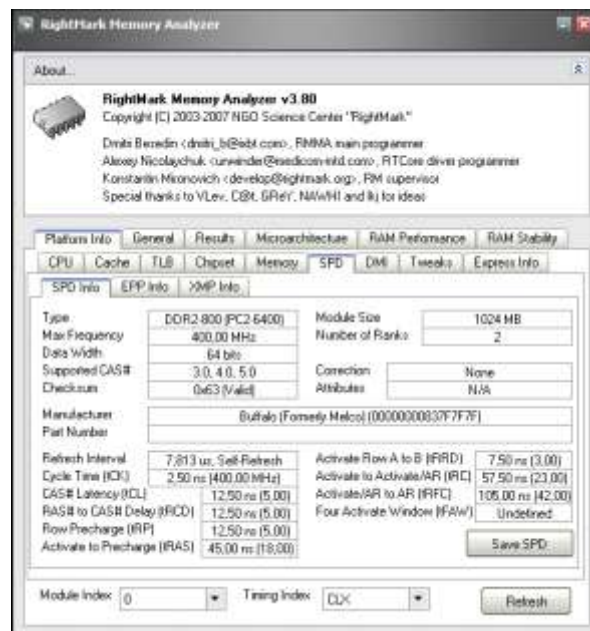 RightMark Memory Analyzer
About...
RightMark Memory Analyzer v3.80
Copyright (C) 2003-2007 NGO Science Center "RightMark"
Dmitri Besedin <dmitri_b@ixbt.com>, RMMA main programmer
Alexey Nicolaychuk <unwinder@medicom-mtd.com>, RTCore driver programmer
Konstantin Mironovich <develop@rightmark.org>, RM supervisor
Special thanks to VLev, C@t, GReY, NAWHI and lkj for ideas
Platform Info General Results Microarchitecture RAM Performance RAM Stability
CPU Cache TLB Chipset Memory SPD DMI Tweaks Express Info
SPD Info EPP Info XMP Info
Type DDR2-800 (PC2-6400) Module Size 1024 MB
Max Frequency 400,00 MHz Number of Ranks 2
Data Width 64 bits
Supported CAS# 3.0, 4.0, 5.0 Correction None
Checksum 0x63 (Valid) Attributes N/A
Manufacturer Buffalo (Formerly Melco) (00000000837F7F7F)
Part Number
Refresh Interval 7,813 us, Self-Refresh Activate Row A to B (tRRD) 7,50 ns (3,00)
Cycle Time (tCK) 2,50 ns (400,00 MHz) Activate to Activate/AR (tRC) 57,50 ns (23,00)
CAS# Latency (tCL) 12,50 ns (5,00) Activate/AR to AR (tRFC) 105,00 ns (42,00)
RAS# to CAS# Delay (tRCD) 12,50 ns (5,00) Four Activate Window (tFAW) Undefined
Row Precharge (tRP) 12,50 ns (5,00)
Activate to Precharge (tRAS) 45,00 ns (18,00) Save SPD
Module Index 0 Timing Index CLX Refresh